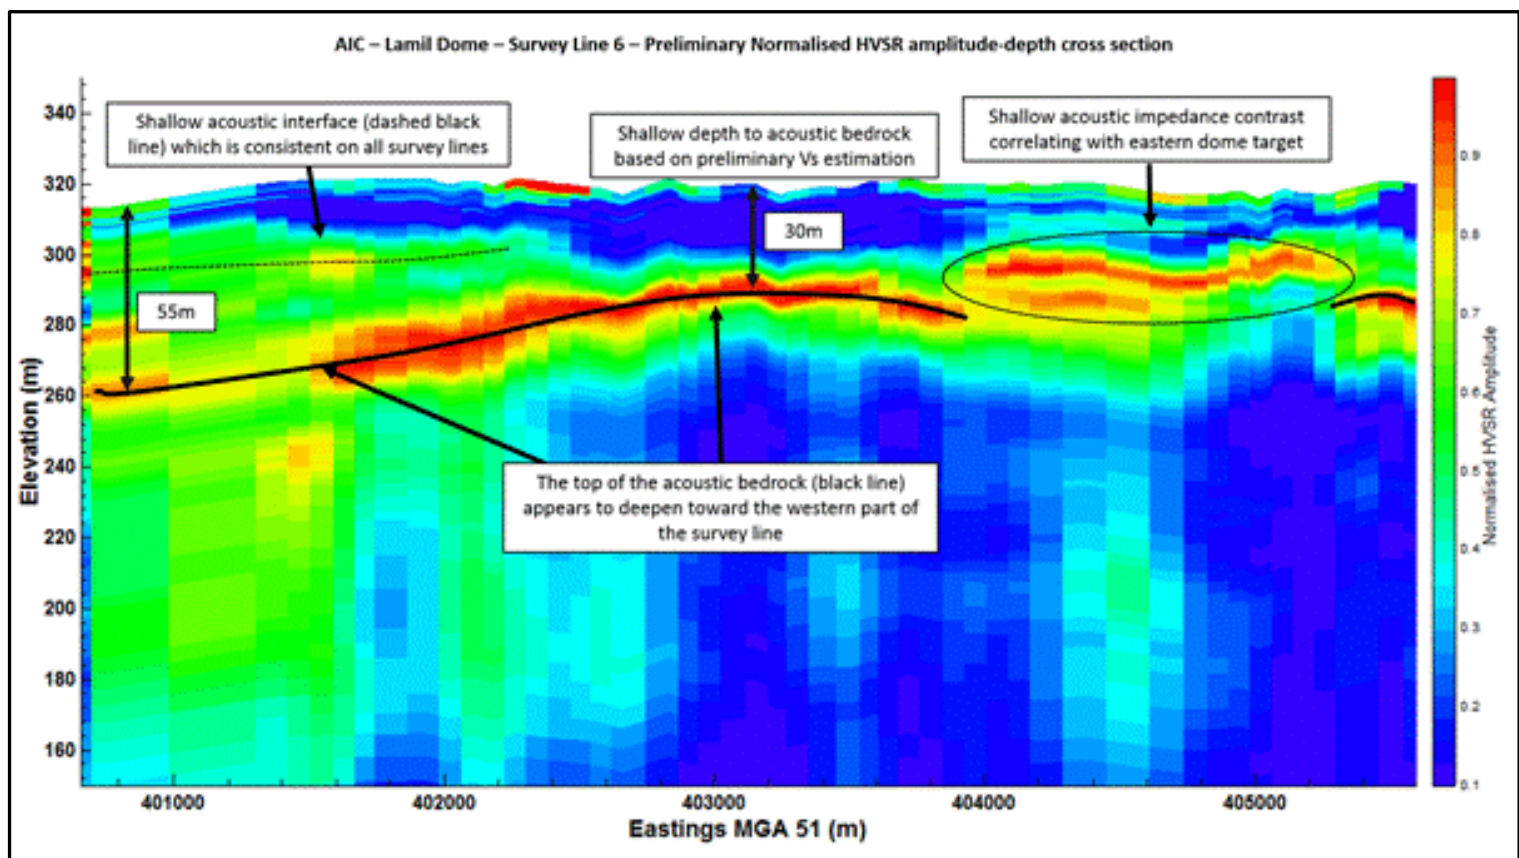 AIC – Lamil Dome – Survey Line 6 – Preliminary Normalised HVSR amplitude-depth cross section
Shallow acoustic interface (dashed black
line) which is consistent on all survey lines
Shallow depth to acoustic bedrock
based on preliminary Vs estimation
Shallow acoustic impedance contrast
correlating with eastern dome target
30m
55m
The top of the acoustic bedrock (black line)
appears to deepen toward the western part of
the survey line
Elevation (m)
340
320
300
280
260
240
220
200
180
160
401000
402000
403000
404000
405000
Eastings MGA 51 (m)
Normalised HVSR Amplitude
0.9
0.8
0.7
0.6
0.5
0.4
0.3
0.2
0.1